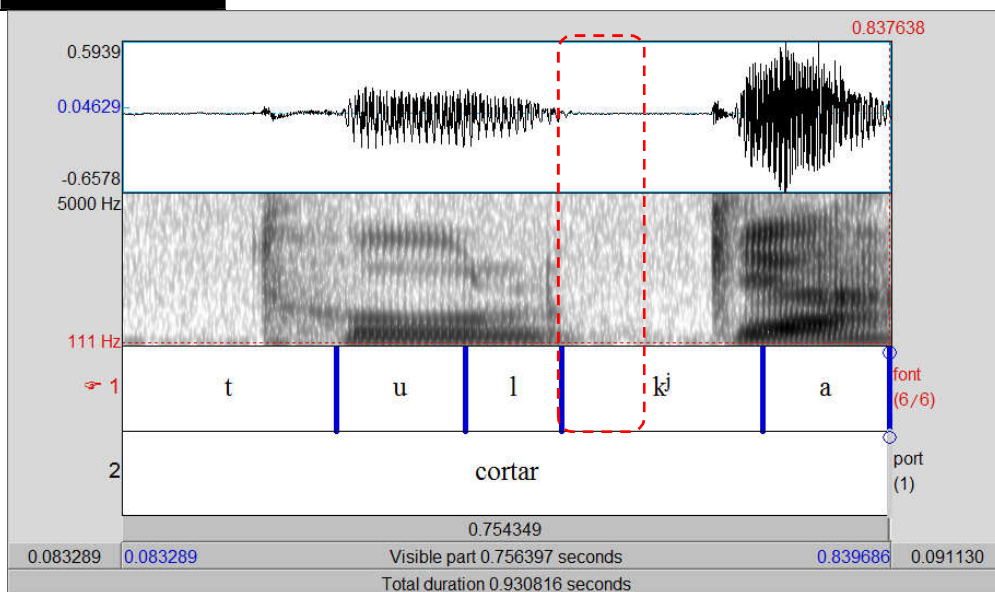 0.837638
0.5939
0.04629
-0.6578
5000 Hz
111 Hz
☞ 1 t u l kʲ a font
(6/6)
2 cortar port
(1)
0.754349
0.083289 0.083289 Visible part 0.756397 seconds 0.839686 0.091130
Total duration 0.930816 seconds